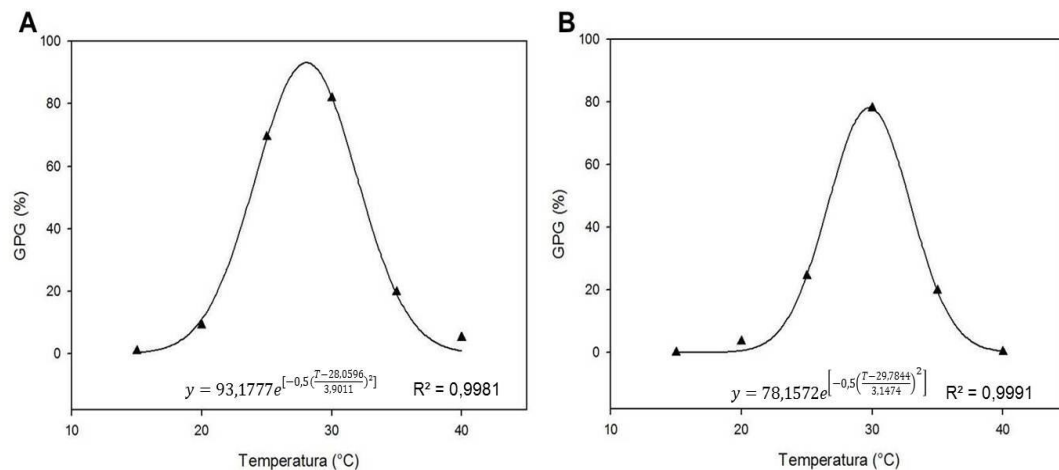 A
GPG (%)
100
80
60
40
20
0
y = 93,1777e^[−0,5((T−28,0596)/3,9011)²]
R² = 0,9981
10 20 30 40
Temperatura (°C)
B
GPG (%)
100
80
60
40
20
0
y = 78,1572e^[−0,5((T−29,7844)/3,1474)²]
R² = 0,9991
10 20 30 40
Temperatura (°C)